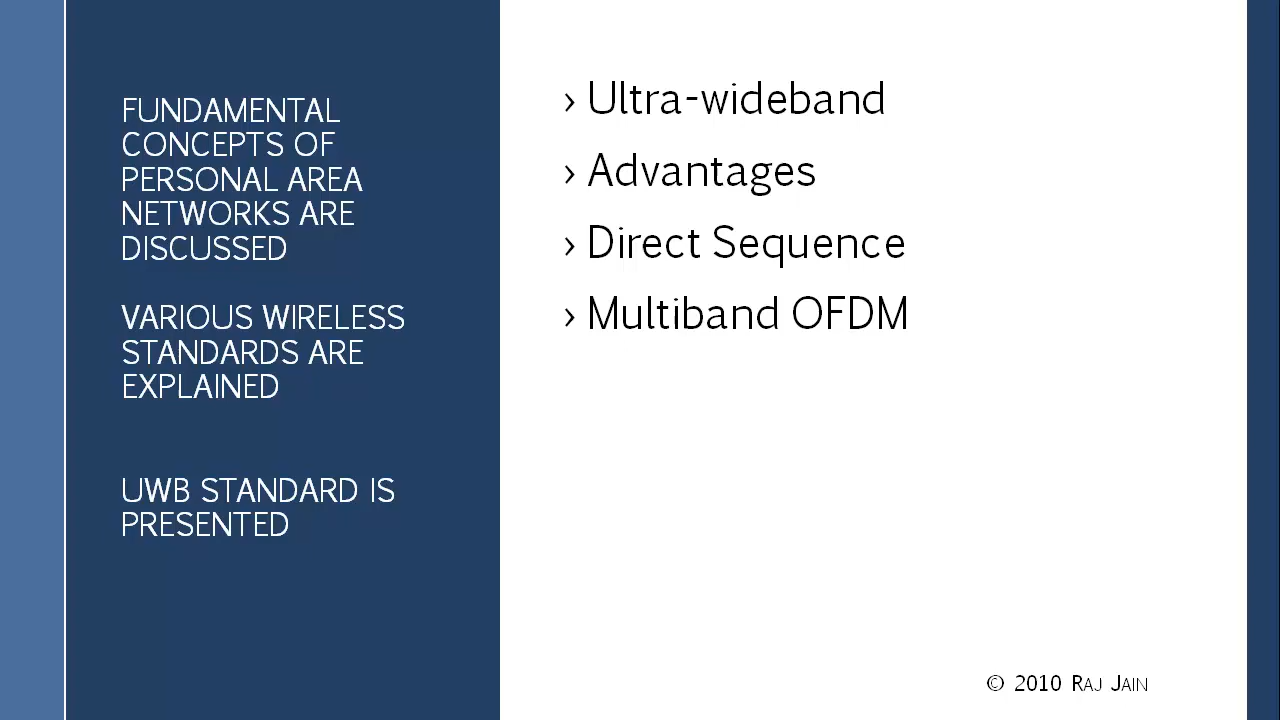 FUNDAMENTAL
CONCEPTS OF
PERSONAL AREA
NETWORKS ARE
DISCUSSED
VARIOUS WIRELESS
STANDARDS ARE
EXPLAINED
UWB STANDARD IS
PRESENTED
› Ultra-wideband
› Advantages
› Direct Sequence
› Multiband OFDM
© 2010 RAJ JAIN